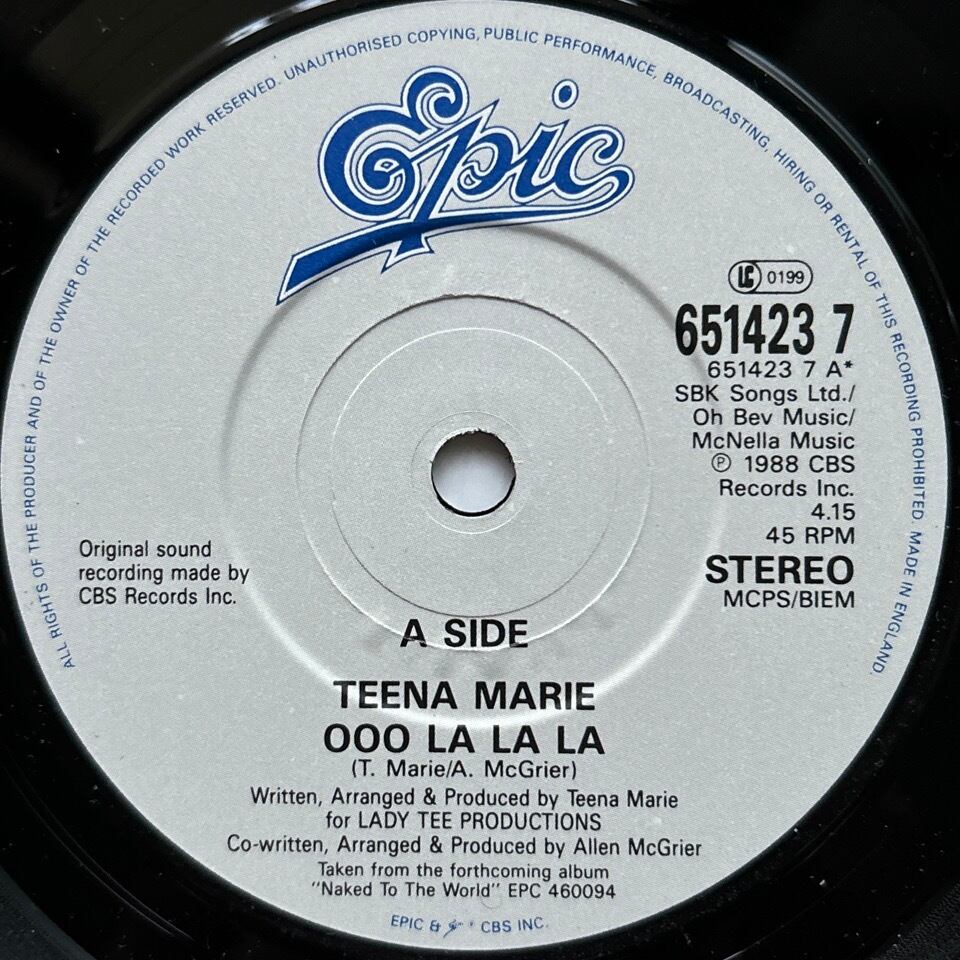 ALL RIGHTS OF THE PRODUCER AND OF THE OWNER OF THE RECORDED WORK RESERVED. UNAUTHORISED COPYING, PUBLIC PERFORMANCE, BROADCASTING, HIRING OR RENTAL OF THIS RECORDING PROHIBITED. MADE IN ENGLAND.
Epic
LC 0199
651423 7
651423 7 A*
SBK Songs Ltd./
Oh Bev Music/
McNella Music
℗ 1988 CBS
Records Inc.
4.15
45 RPM
STEREO
MCPS/BIEM
Original sound
recording made by
CBS Records Inc.
A SIDE
TEENA MARIE
OOO LA LA LA
(T. Marie/A. McGrier)
Written, Arranged & Produced by Teena Marie
for LADY TEE PRODUCTIONS
Co-written, Arranged & Produced by Allen McGrier
Taken from the forthcoming album
"Naked To The World" EPC 460094
EPIC & CBS INC.